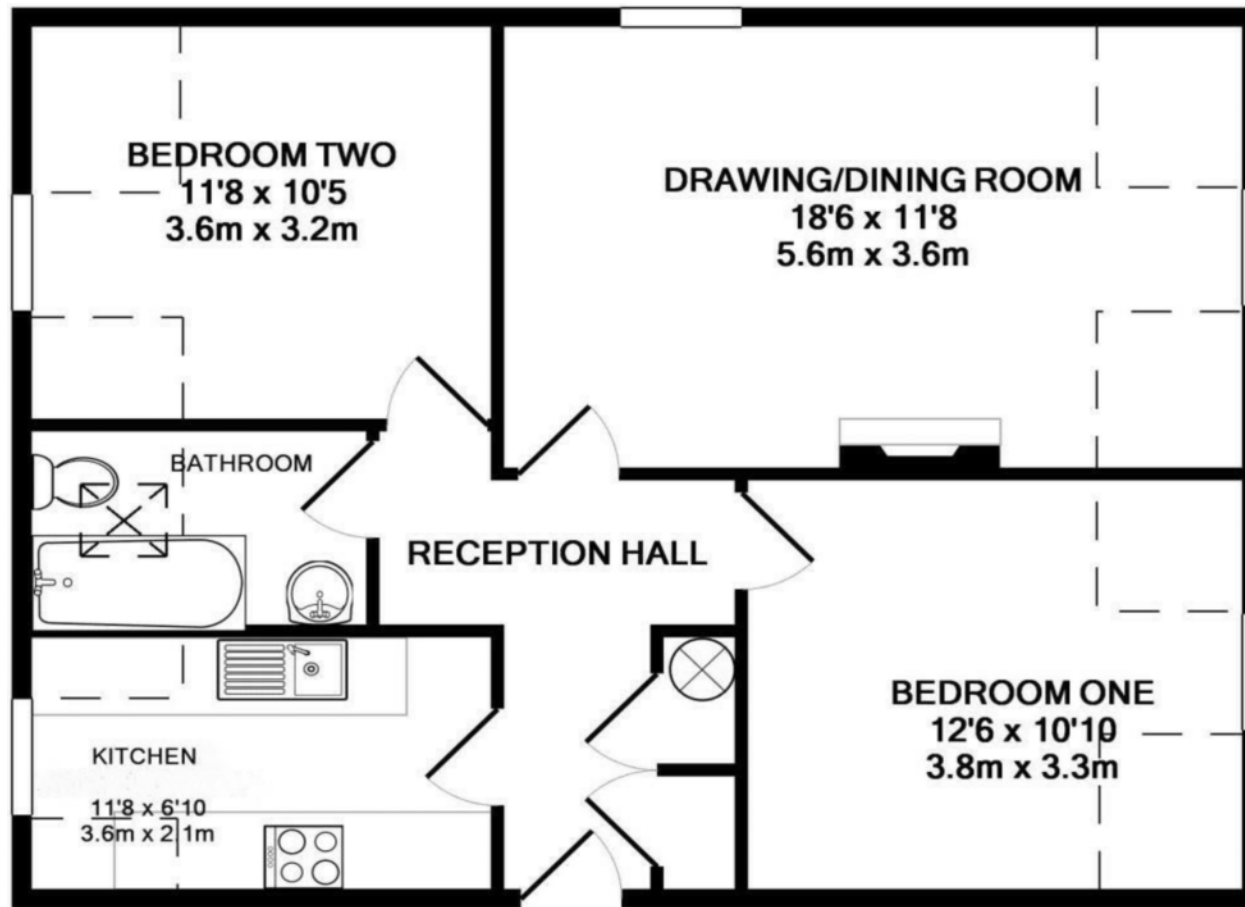 BEDROOM TWO
11'8 x 10'5
3.6m x 3.2m
DRAWING/DINING ROOM
18'6 x 11'8
5.6m x 3.6m
BATHROOM
RECEPTION HALL
KITCHEN
11'8 x 6'10
3.6m x 2.1m
BEDROOM ONE
12'6 x 10'10
3.8m x 3.3m